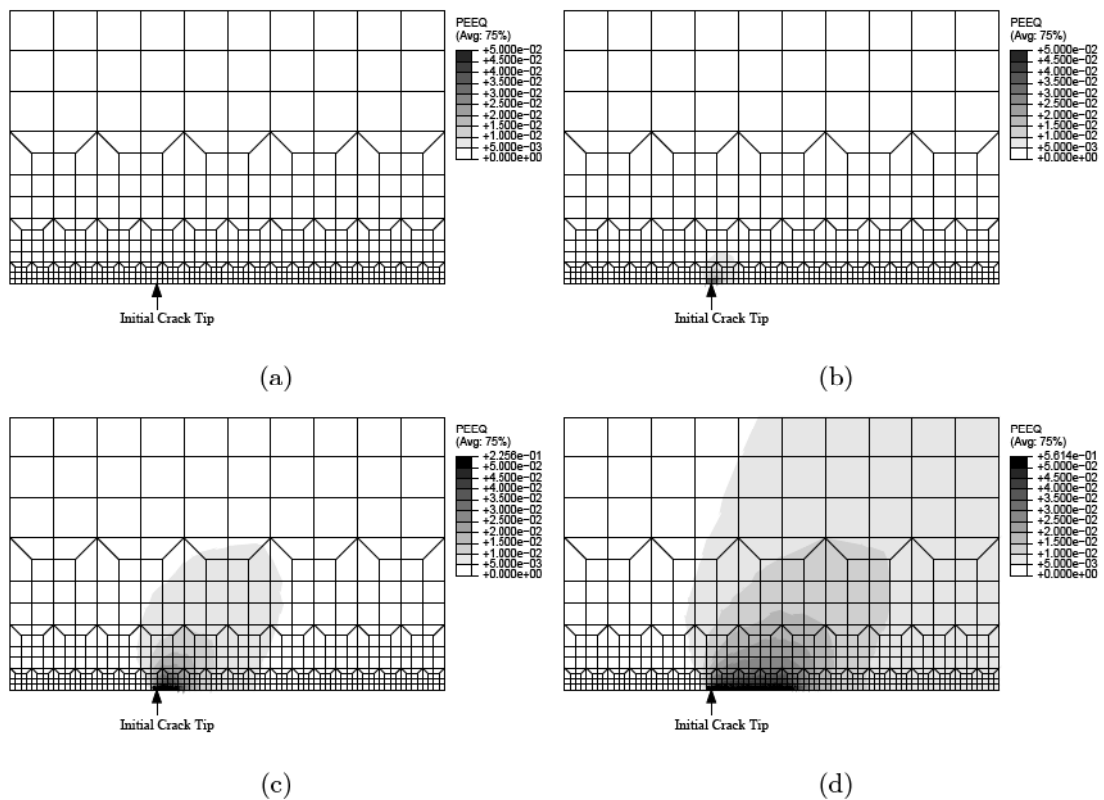 PEEQ
(Avg: 75%)
+5.000e-02
+4.500e-02
+4.000e-02
+3.500e-02
+3.000e-02
+2.500e-02
+2.000e-02
+1.500e-02
+1.000e-02
+5.000e-03
+0.000e+00
Initial Crack Tip
(a)
PEEQ
(Avg: 75%)
+5.000e-02
+4.500e-02
+4.000e-02
+3.500e-02
+3.000e-02
+2.500e-02
+2.000e-02
+1.500e-02
+1.000e-02
+5.000e-03
+0.000e+00
Initial Crack Tip
(b)
PEEQ
(Avg: 75%)
+2.256e-01
+5.000e-02
+4.500e-02
+4.000e-02
+3.500e-02
+3.000e-02
+2.500e-02
+2.000e-02
+1.500e-02
+1.000e-02
+5.000e-03
+0.000e+00
Initial Crack Tip
(c)
PEEQ
(Avg: 75%)
+5.614e-01
+5.000e-02
+4.500e-02
+4.000e-02
+3.500e-02
+3.000e-02
+2.500e-02
+2.000e-02
+1.500e-02
+1.000e-02
+5.000e-03
+0.000e+00
Initial Crack Tip
(d)